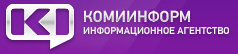 КОМИИНФОРМ
ИНФОРМАЦИОННОЕ АГЕНТСТВО